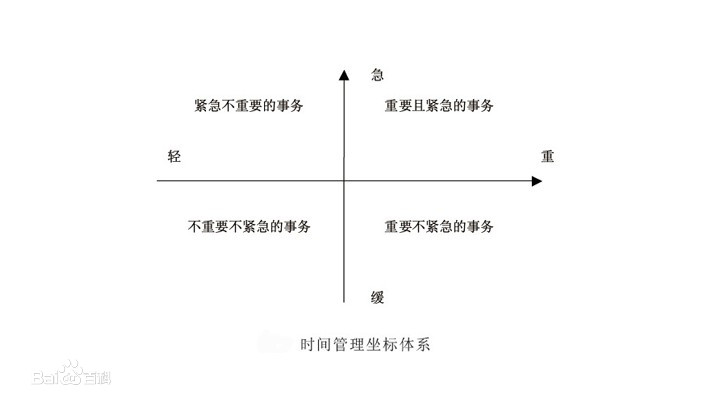 急
紧急不重要的事务 重要且紧急的事务
轻 重
不重要不紧急的事务 重要不紧急的事务
缓
时间管理坐标体系
Bai百科